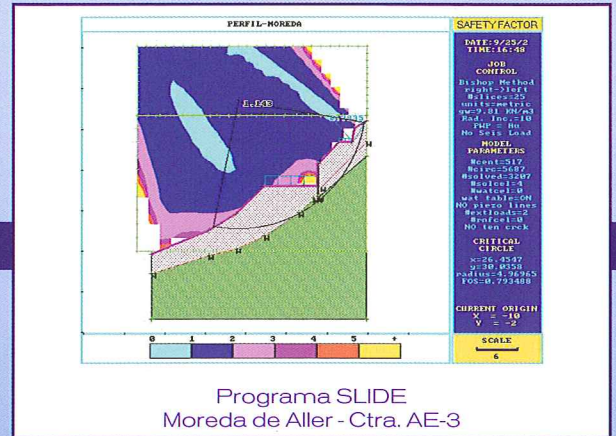 PERFIL-MOREDA
1.143
W
0 1 2 3 4 5 +
SAFETY FACTOR
DATE:9/25/2
TIME:16:48
JOB
CONTROL
Bishop Method
right->left
#slices=25
units=metric
gw=9.81 KN/m3
Rad. Inc.=10
PWP = Ru
No Seis Load
MODEL
PARAMETERS
#cent=517
#circ=5687
#solved=3207
#solcel=4
#watcel=0
wat table=ON
NO piezo lines
#extloads=2
#rnfcel=0
NO ten crck
CRITICAL
CIRCLE
x=26.4547
y=30.0358
radius=4.96965
FOS=0.793488
CURRENT ORIGIN
X = -10
Y = -2
SCALE
6
Programa SLIDE
Moreda de Aller - Ctra. AE-3